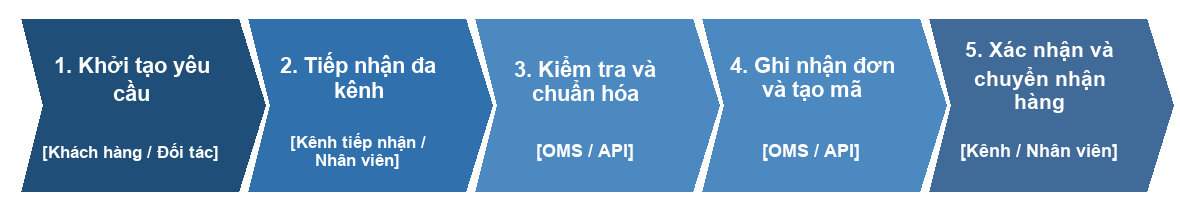 1. Khởi tạo yêu
cầu
[Khách hàng / Đối tác]
2. Tiếp nhận đa
kênh
[Kênh tiếp nhận /
Nhân viên]
3. Kiểm tra và
chuẩn hóa
[OMS / API]
4. Ghi nhận đơn
và tạo mã
[OMS / API]
5. Xác nhận và
chuyển nhận
hàng
[Kênh / Nhân viên]